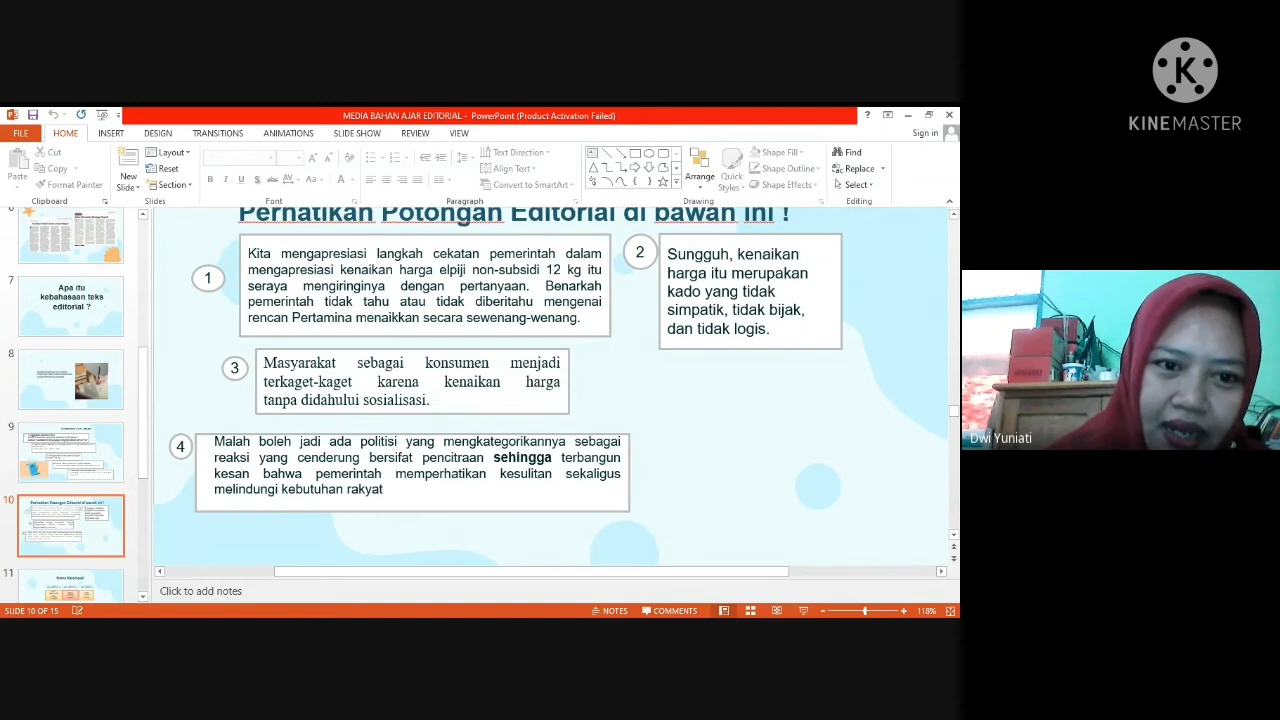 KINEMASTER
MEDIA BAHAN AJAR EDITORIAL - PowerPoint (Product Activation Failed)
FILE HOME INSERT DESIGN TRANSITIONS ANIMATIONS SLIDE SHOW REVIEW VIEW Sign in
Paste
Cut
Copy
Format Painter
Clipboard
New
Slide
Layout
Reset
Section
Slides
Font
Text Direction
Align Text
Convert to SmartArt
Paragraph
Arrange
Quick
Styles
Shape Fill
Shape Outline
Shape Effects
Drawing
Find
Replace
Select
Editing
7
Apa itu
kebahasaan teks
editorial ?
8
9
10
11
Perhatikan Potongan Editorial di bawah ini !
1
Kita mengapresiasi langkah cekatan pemerintah dalam
mengapresiasi kenaikan harga elpiji non-subsidi 12 kg itu
seraya mengiringinya dengan pertanyaan. Benarkah
pemerintah tidak tahu atau tidak diberitahu mengenai
rencan Pertamina menaikkan secara sewenang-wenang.
2
Sungguh, kenaikan
harga itu merupakan
kado yang tidak
simpatik, tidak bijak,
dan tidak logis.
3
Masyarakat sebagai konsumen menjadi
terkaget-kaget karena kenaikan harga
tanpa didahului sosialisasi.
4
Malah boleh jadi ada politisi yang mengkategorikannya sebagai
reaksi yang cenderung bersifat pencitraan sehingga terbangun
kesan bahwa pemerintah memperhatikan kesulitan sekaligus
melindungi kebutuhan rakyat
Dwi Yuniati
Click to add notes
SLIDE 10 OF 15 NOTES COMMENTS 118%